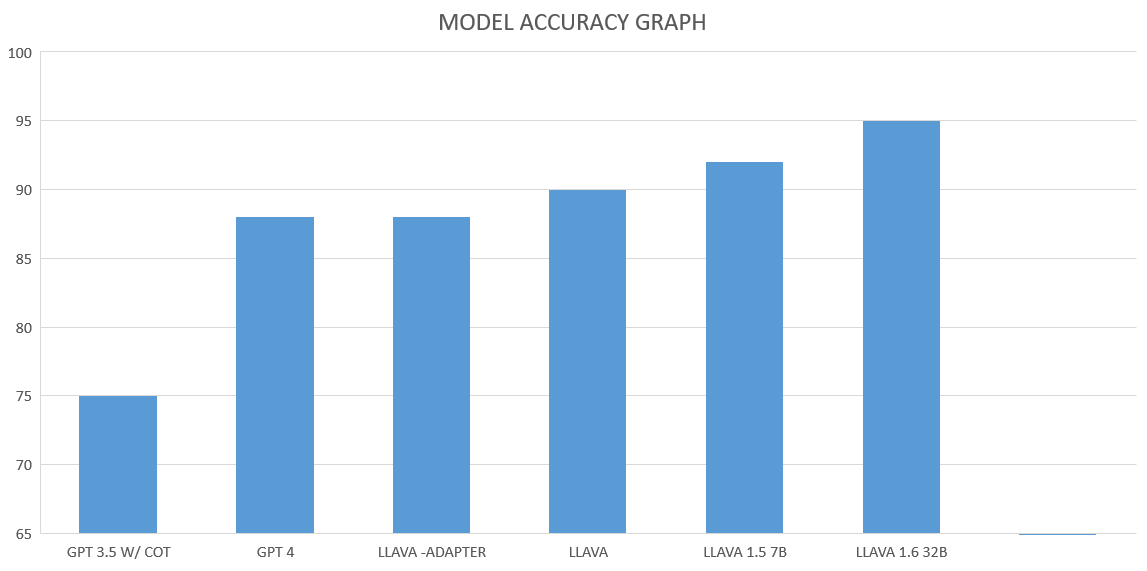 MODEL ACCURACY GRAPH
100
95
90
85
80
75
70
65
GPT 3.5 W/ COT
GPT 4
LLAVA -ADAPTER
LLAVA
LLAVA 1.5 7B
LLAVA 1.6 32B